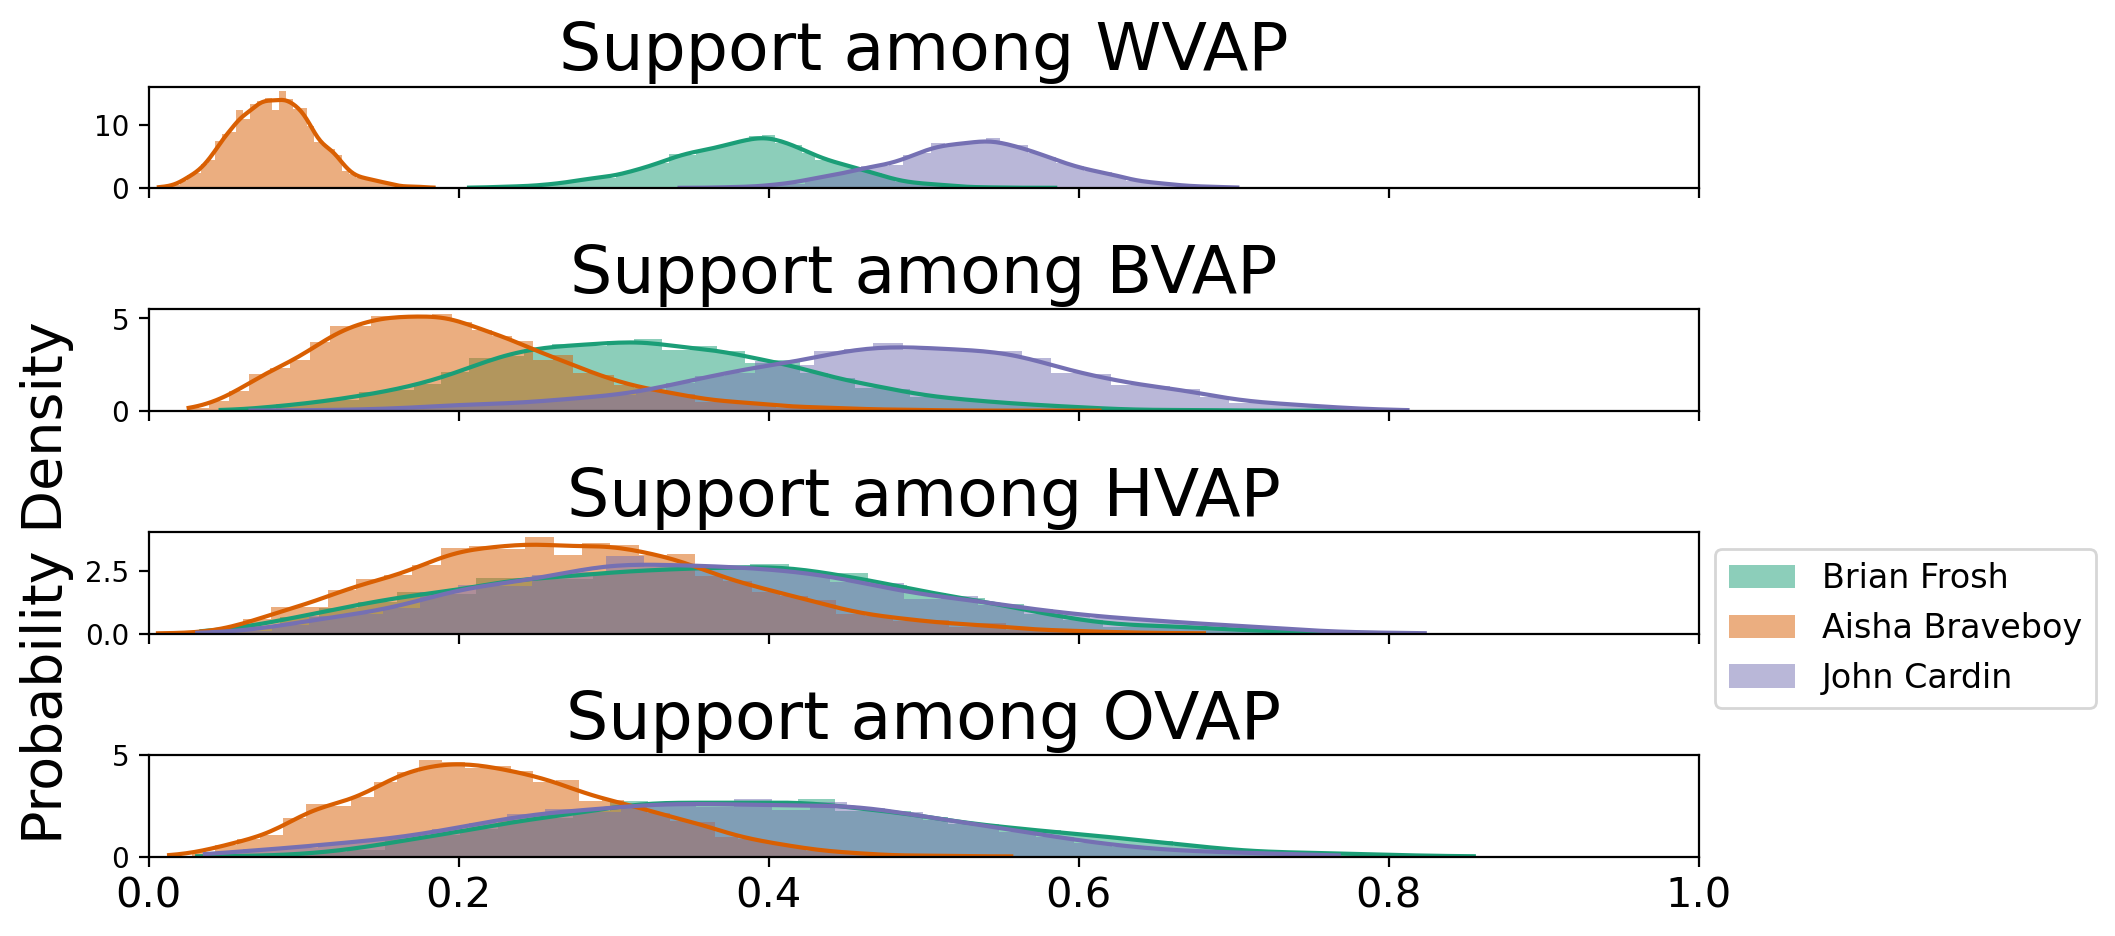 Support among WVAP
10
0
Support among BVAP
5
0
Support among HVAP
2.5
0.0
Support among OVAP
5
0
0.0 0.2 0.4 0.6 0.8 1.0
Probability Density
Brian Frosh
Aisha Braveboy
John Cardin